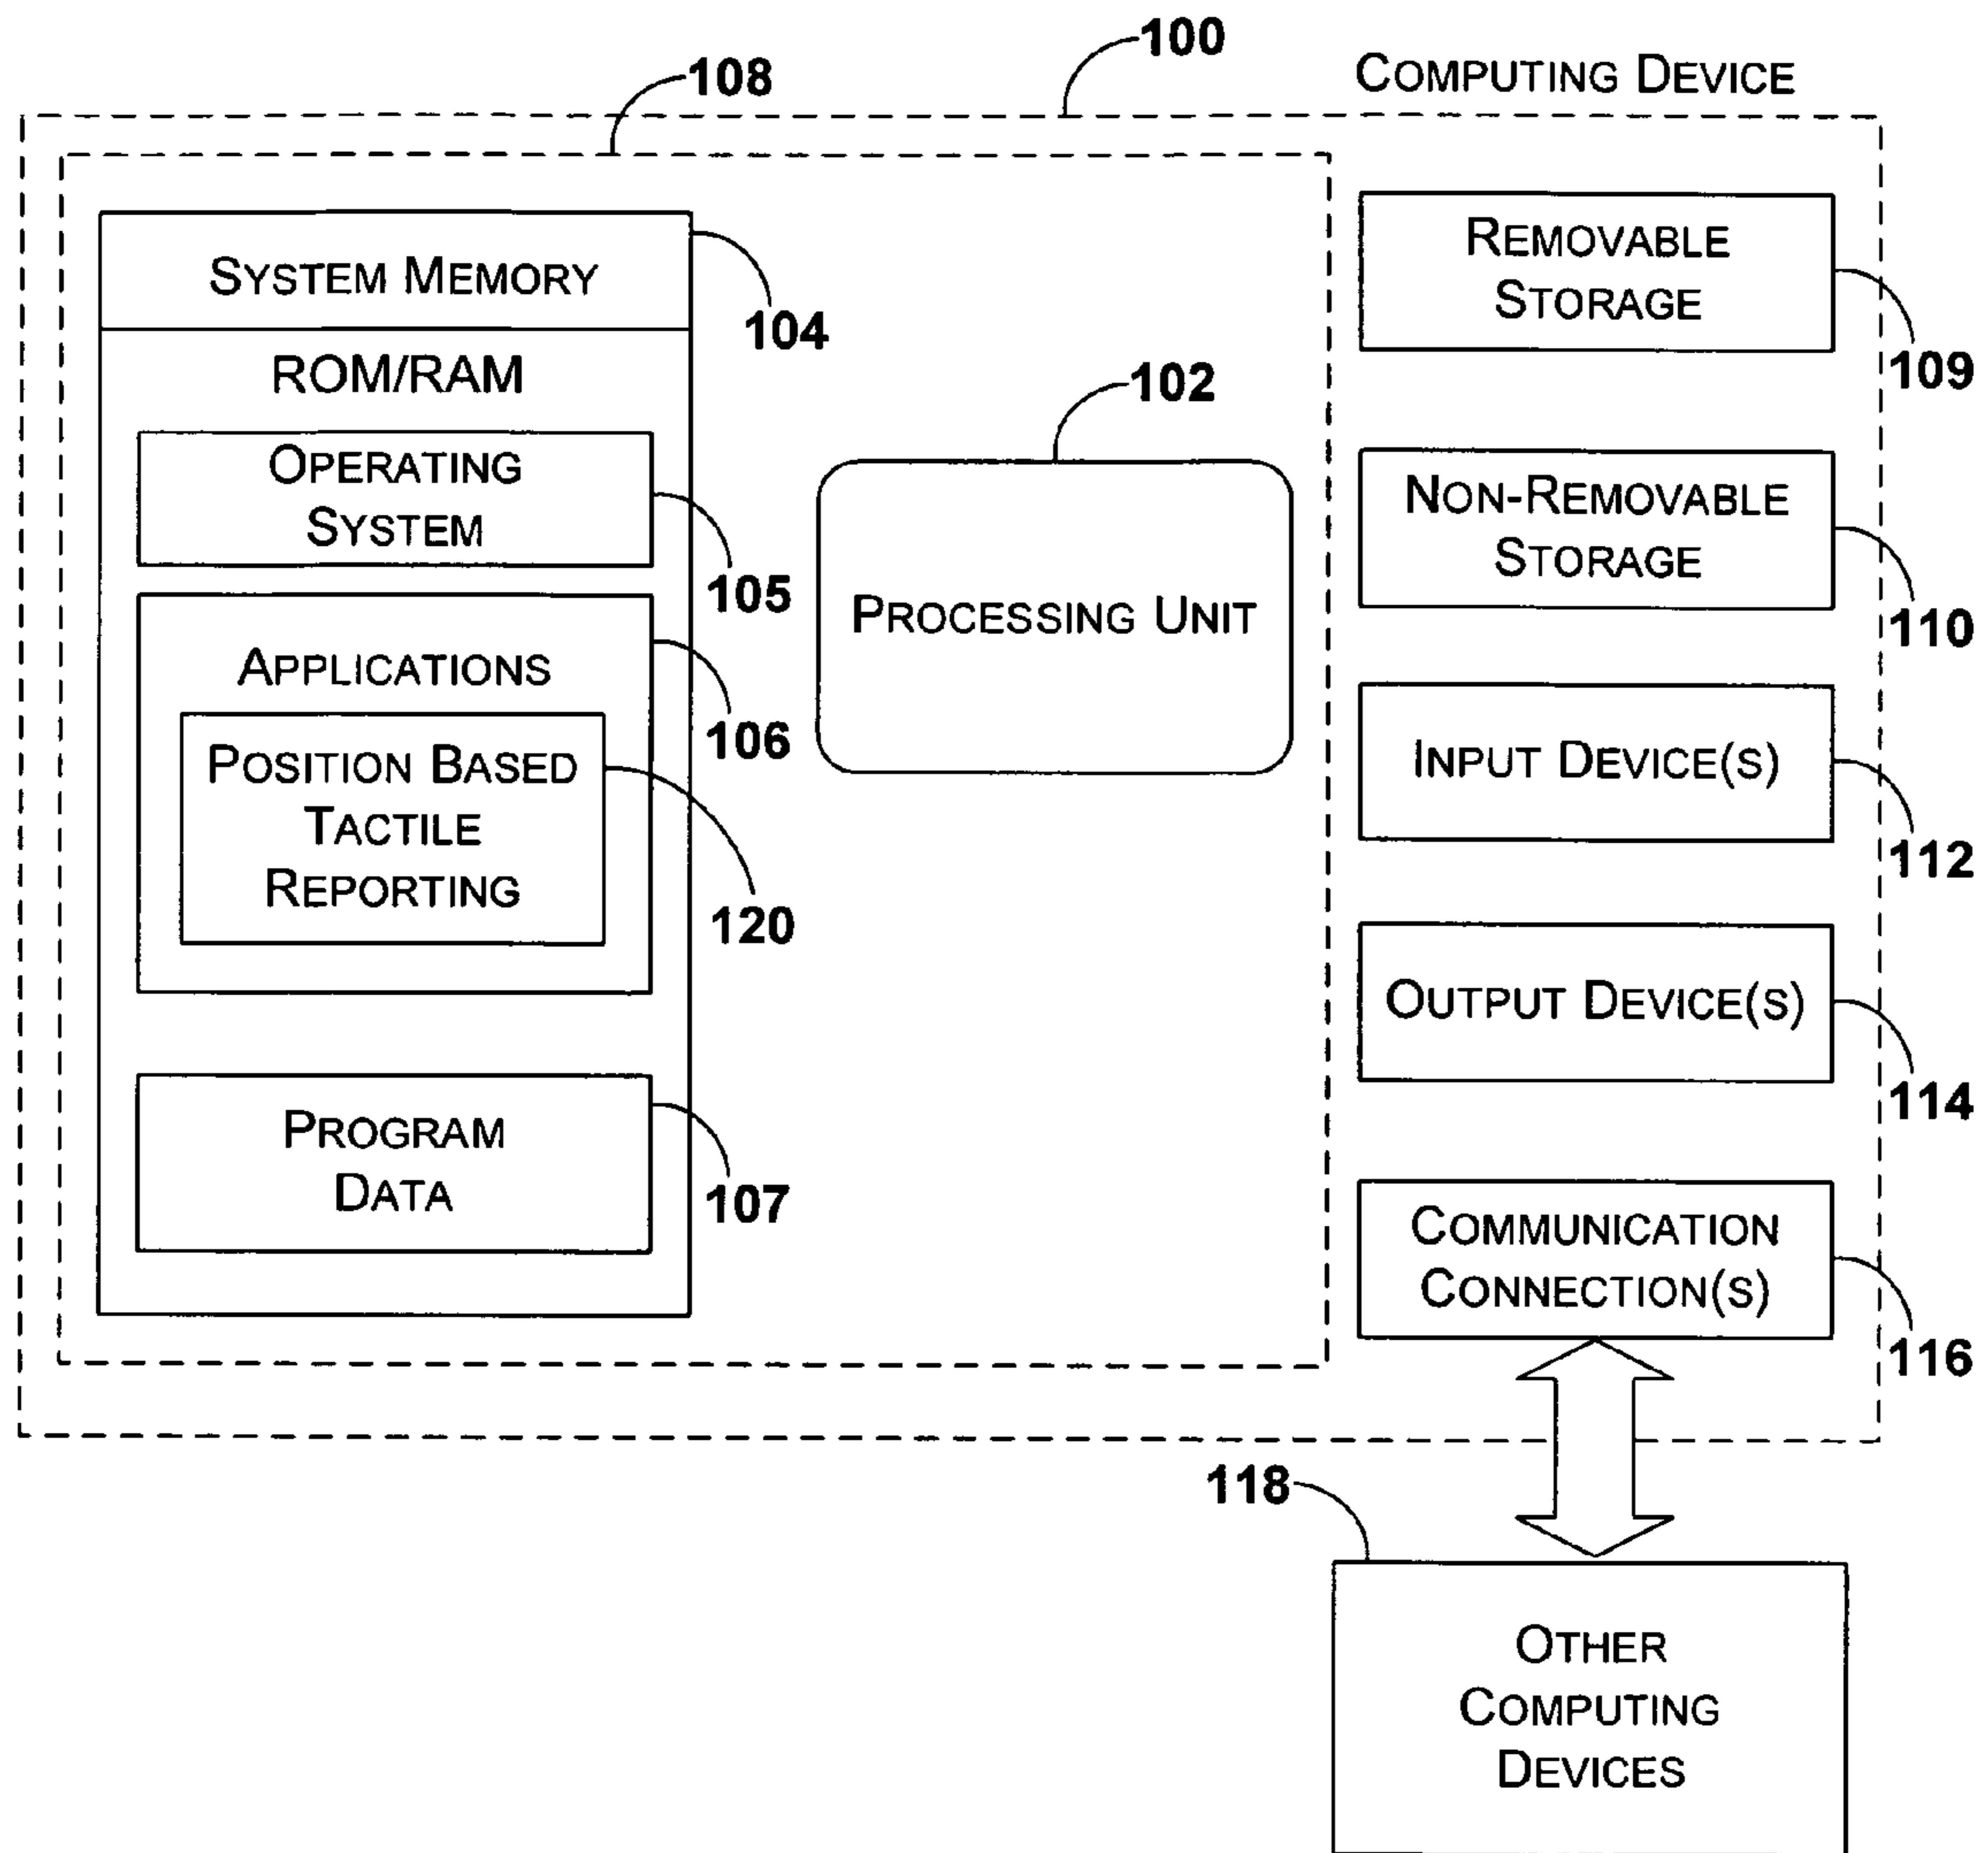 100
COMPUTING DEVICE
108
SYSTEM MEMORY
104
ROM/RAM
OPERATING
SYSTEM
105
APPLICATIONS
106
POSITION BASED
TACTILE
REPORTING
120
PROGRAM
DATA
107
102
PROCESSING UNIT
REMOVABLE
STORAGE
109
NON-REMOVABLE
STORAGE
110
INPUT DEVICE(S)
112
OUTPUT DEVICE(S)
114
COMMUNICATION
CONNECTION(S)
116
118
OTHER
COMPUTING
DEVICES